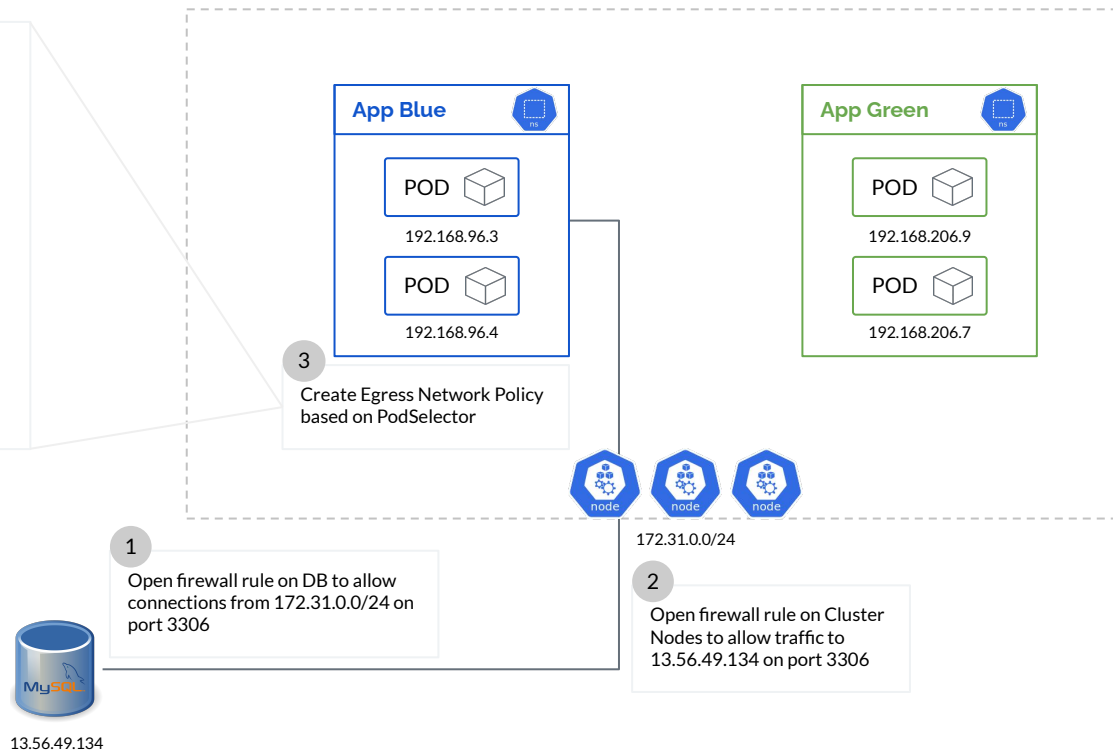 App Blue
ns
App Green
ns
POD
192.168.96.3
POD
192.168.96.4
POD
192.168.206.9
POD
192.168.206.7
3
Create Egress Network Policy
based on PodSelector
node
node
node
172.31.0.0/24
1
Open firewall rule on DB to allow
connections from 172.31.0.0/24 on
port 3306
2
Open firewall rule on Cluster
Nodes to allow traffic to
13.56.49.134 on port 3306
MySQL
13.56.49.134